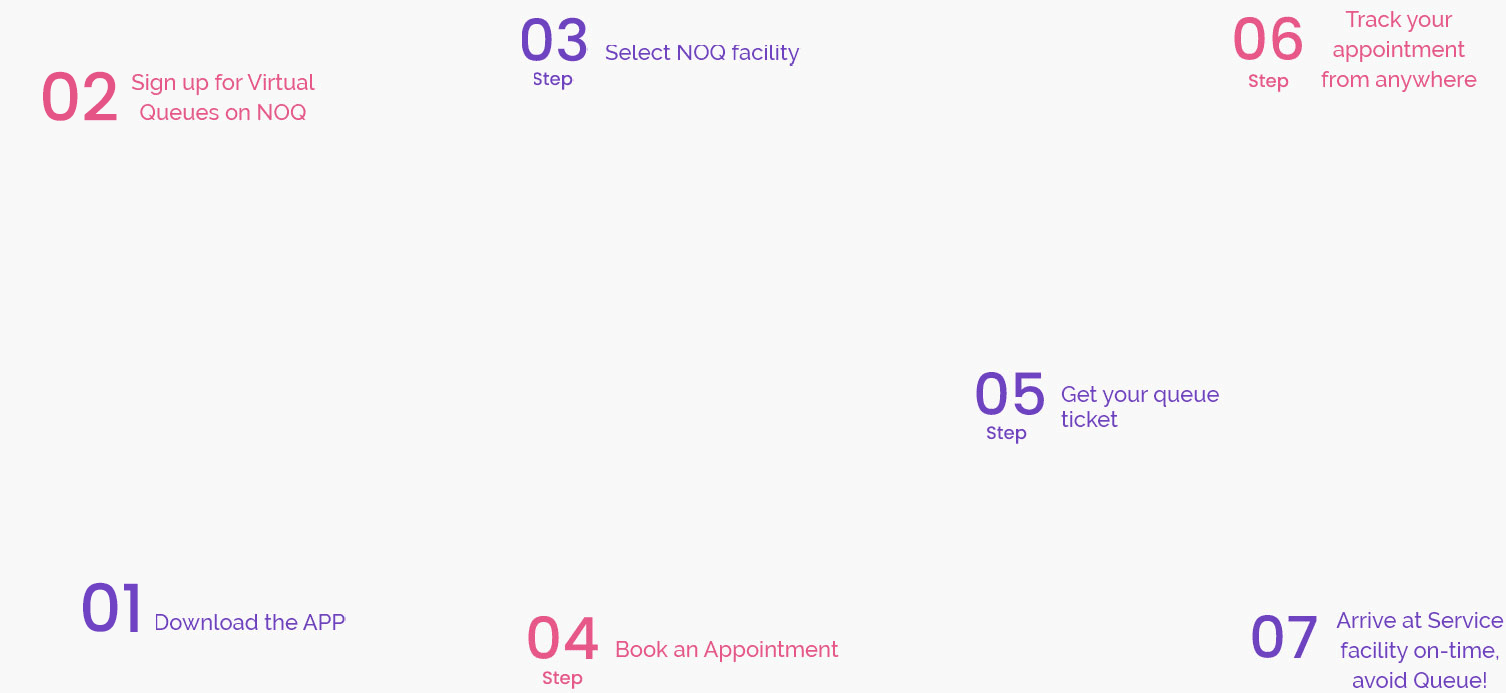 01
Download the APP
02
Sign up for Virtual
Queues on NOQ
03
Step
Select NOQ facility
04
Step
Book an Appointment
05
Step
Get your queue
ticket
06
Step
Track your
appointment
from anywhere
07
Arrive at Service
facility on-time,
avoid Queue!